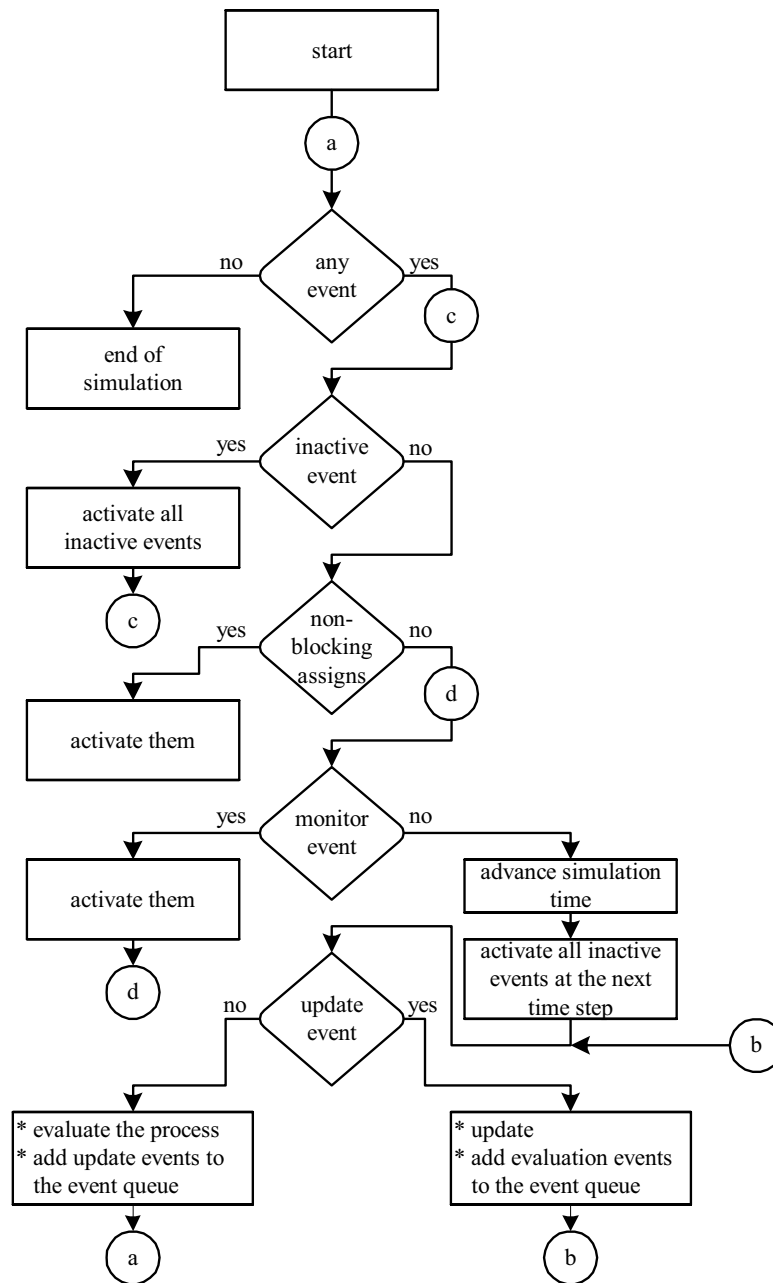 start
a
any
event
no
yes
c
end of
simulation
inactive
event
yes
no
activate all
inactive events
c
non-
blocking
assigns
yes
no
d
activate them
monitor
event
yes
no
activate them
d
advance simulation
time
activate all inactive
events at the next
time step
b
update
event
no
yes
* evaluate the process
* add update events to
the event queue
a
* update
* add evaluation events
to the event queue
b